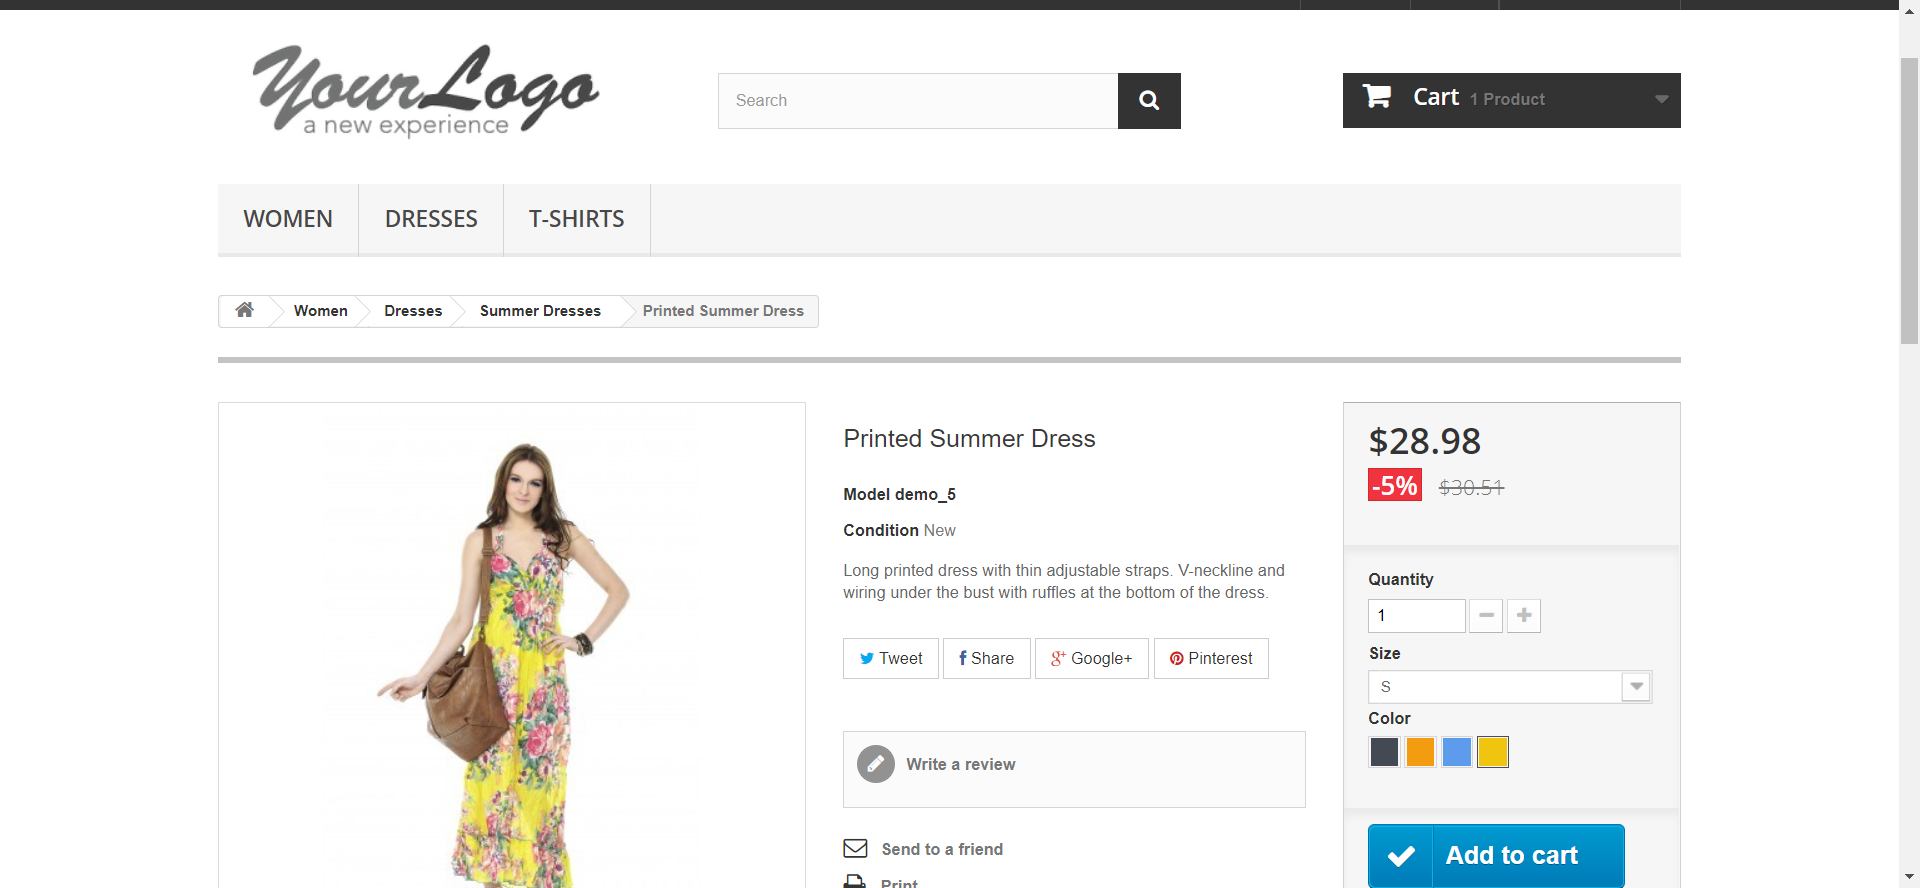 YourLogo
a new experience
Search
Cart 1 Product
WOMEN DRESSES T-SHIRTS
Women Dresses Summer Dresses Printed Summer Dress
Printed Summer Dress
Model demo_5
Condition New
Long printed dress with thin adjustable straps. V-neckline and
wiring under the bust with ruffles at the bottom of the dress.
Tweet Share Google+ Pinterest
Write a review
Send to a friend
Print
$28.98
-5% $30.51
Quantity
1
Size
S
Color
Add to cart